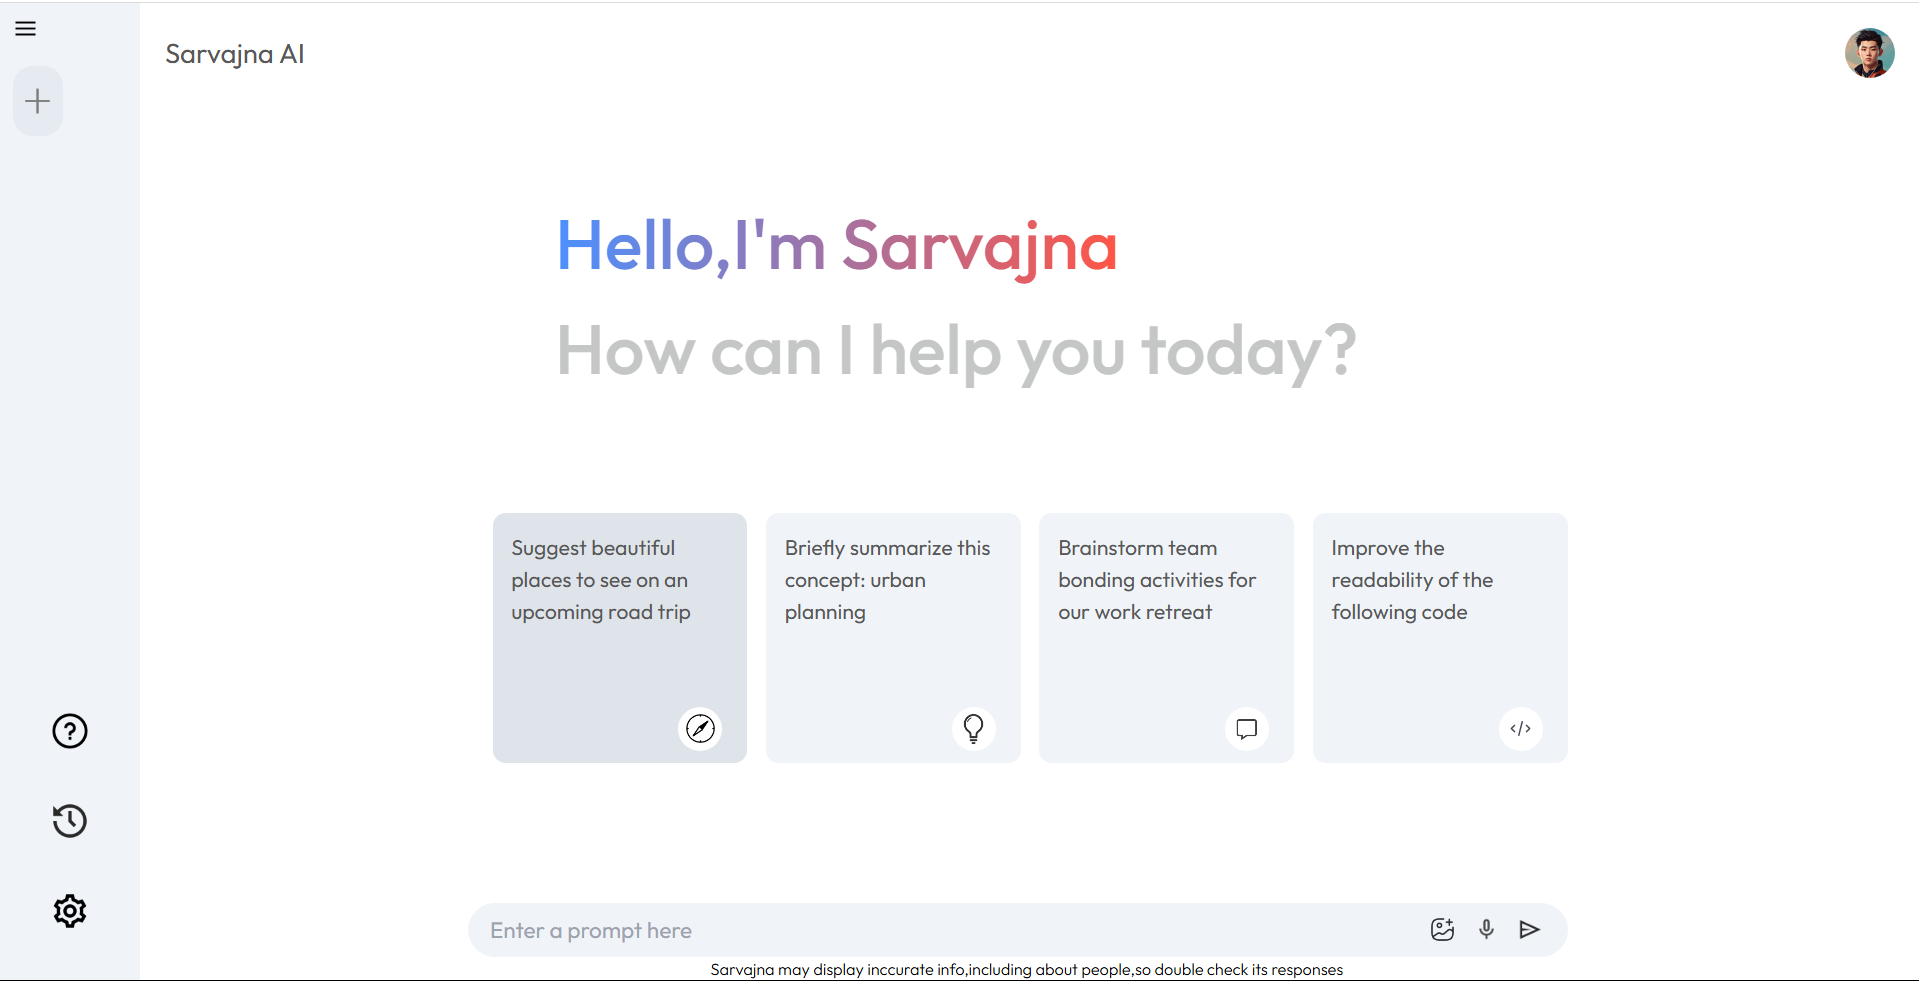 Sarvajna AI
Hello,I'm Sarvajna
How can I help you today?
Suggest beautiful
places to see on an
upcoming road trip
Briefly summarize this
concept: urban
planning
Brainstorm team
bonding activities for
our work retreat
Improve the
readability of the
following code
Enter a prompt here
Sarvajna may display inccurate info,including about people,so double check its responses